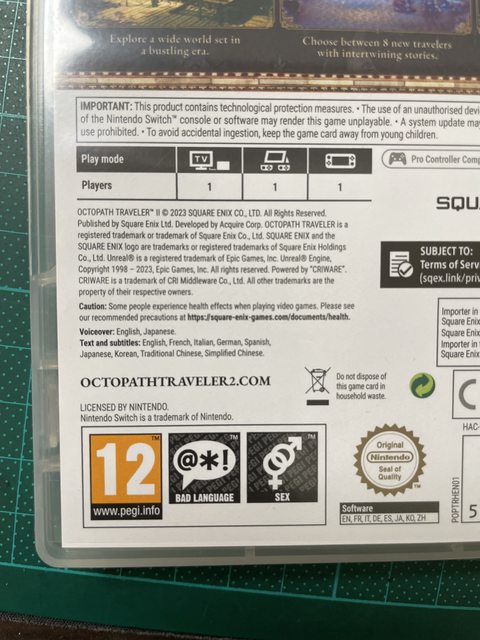 Explore a wide world set in
a bustling era.
Choose between 8 new travelers
with intertwining stories.
IMPORTANT: This product contains technological protection measures. • The use of an unauthorised
of the Nintendo Switch™ console or software may render this game unplayable. • A system update may
use prohibited. • To avoid accidental ingestion, keep the game card away from young children.
Play mode
TV
Pro Controller
Players
1
1
1
OCTOPATH TRAVELER™ II © 2023 SQUARE ENIX CO., LTD. All Rights Reserved.
Published by Square Enix Ltd. Developed by Acquire Corp. OCTOPATH TRAVELER is a
registered trademark or trademark of Square Enix Co., Ltd. SQUARE ENIX and the
SQUARE ENIX logo are trademarks or registered trademarks of Square Enix Holdings
Co., Ltd. Unreal® is a registered trademark of Epic Games, Inc. Unreal® Engine,
Copyright 1998 – 2023, Epic Games, Inc. All rights reserved. Powered by "CRIWARE".
CRIWARE is a trademark of CRI Middleware Co., Ltd. All other trademarks are the
property of their respective owners.
Caution: Some people experience health effects when playing video games. Please see
our recommended precautions at https://square-enix-games.com/documents/health.
Voiceover: English, Japanese.
Text and subtitles: English, French, Italian, German, Spanish,
Japanese, Korean, Traditional Chinese, Simplified Chinese.
SUBJECT TO:
Terms of
(sqex.link/
Importer in
Square Enix
Square Enix
Importer in
Square Enix
OCTOPATHTRAVELER2.COM
Do not dispose of
this game card in
household waste.
LICENSED BY NINTENDO.
Nintendo Switch is a trademark of Nintendo.
HAC-
12
www.pegi.info
@*!
BAD LANGUAGE
SEX
Original
Nintendo
Seal of
Quality
Software
EN, FR, IT, DE, ES, JA, KO, ZH
POPTRHEN01
5